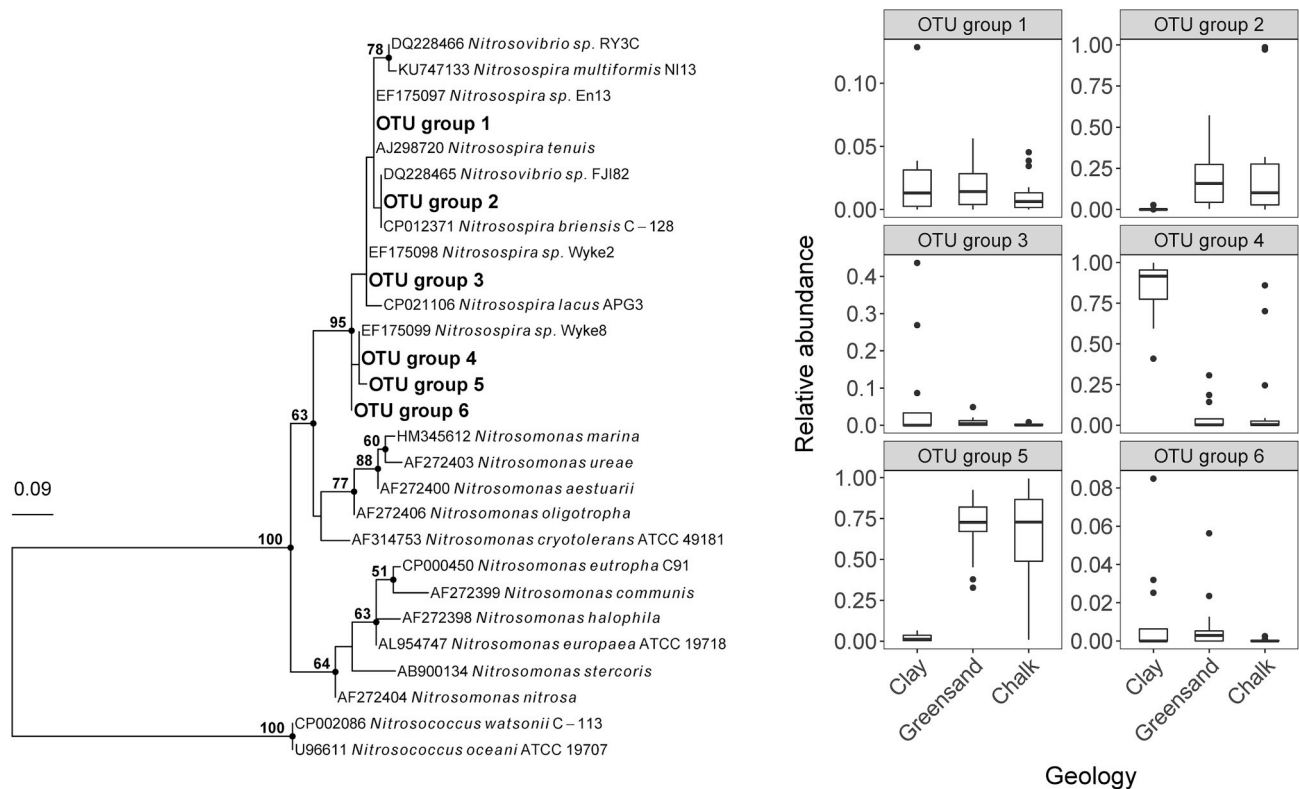 78
DQ228466 Nitrosovibrio sp. RY3C
KU747133 Nitrosospira multiformis NI13
EF175097 Nitrosospira sp. En13
OTU group 1
AJ298720 Nitrosospira tenuis
DQ228465 Nitrosovibrio sp. FJI82
OTU group 2
CP012371 Nitrosospira briensis C – 128
EF175098 Nitrosospira sp. Wyke2
OTU group 3
CP021106 Nitrosospira lacus APG3
95
EF175099 Nitrosospira sp. Wyke8
OTU group 4
OTU group 5
OTU group 6
63
60
HM345612 Nitrosomonas marina
88
AF272403 Nitrosomonas ureae
77
AF272400 Nitrosomonas aestuarii
AF272406 Nitrosomonas oligotropha
AF314753 Nitrosomonas cryotolerans ATCC 49181
0.09
100
51
CP000450 Nitrosomonas eutropha C91
AF272399 Nitrosomonas communis
63
AF272398 Nitrosomonas halophila
AL954747 Nitrosomonas europaea ATCC 19718
64
AB900134 Nitrosomonas stercoris
AF272404 Nitrosomonas nitrosa
100
CP002086 Nitrosococcus watsonii C – 113
U96611 Nitrosococcus oceani ATCC 19707
Relative abundance
OTU group 1
0.10
0.05
0.00
OTU group 2
1.00
0.75
0.50
0.25
0.00
OTU group 3
0.4
0.3
0.2
0.1
0.0
OTU group 4
1.00
0.75
0.50
0.25
0.00
OTU group 5
1.00
0.75
0.50
0.25
0.00
OTU group 6
0.08
0.06
0.04
0.02
0.00
Clay
Greensand
Chalk
Clay
Greensand
Chalk
Geology